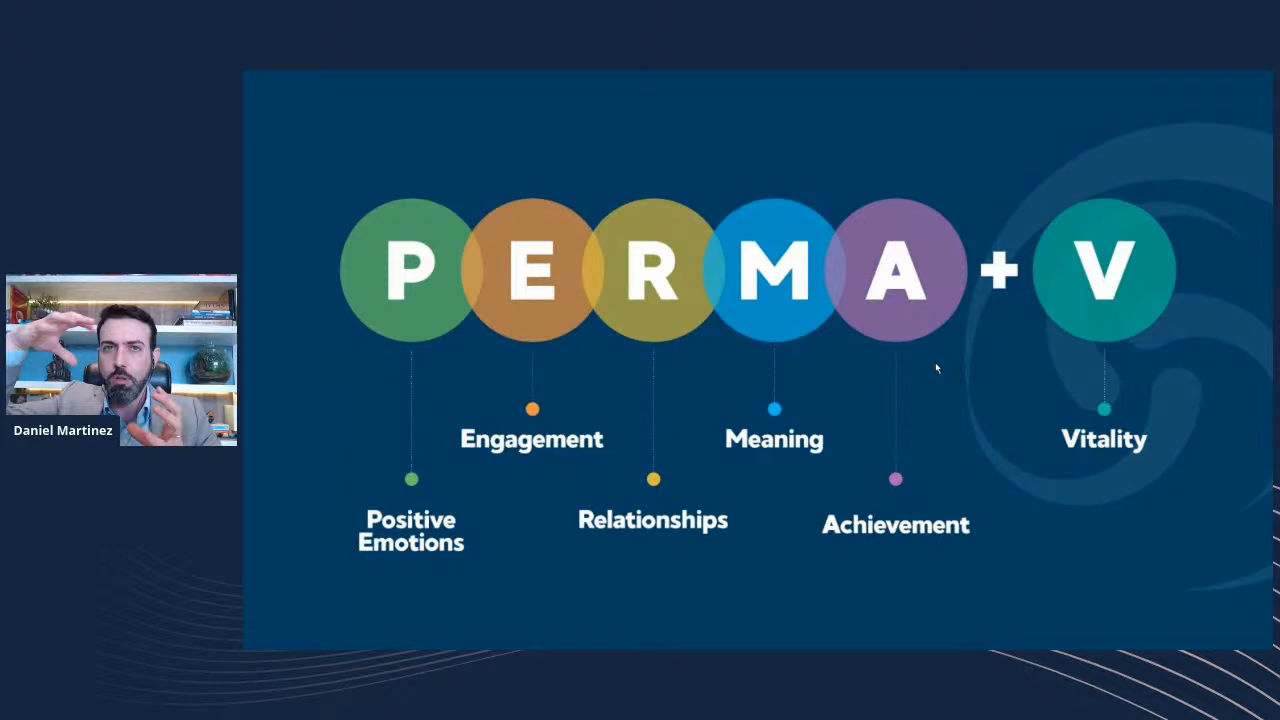 P E R M A + V
Engagement
Meaning
Vitality
Positive
Emotions
Relationships
Achievement
Daniel Martinez